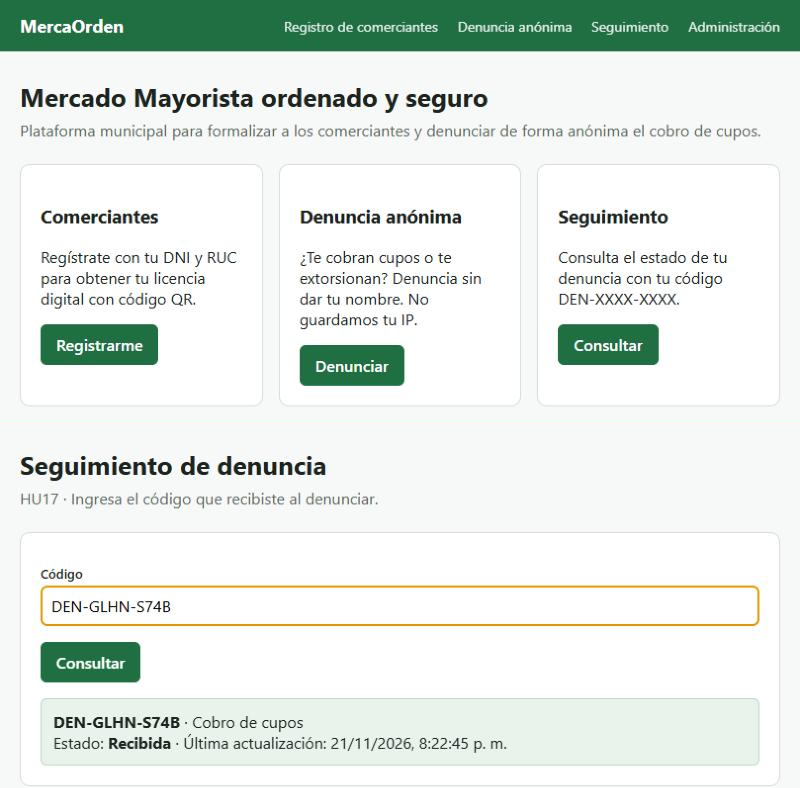 MercaOrden
Registro de comerciantes
Denuncia anónima
Seguimiento
Administración
Mercado Mayorista ordenado y seguro
Plataforma municipal para formalizar a los comerciantes y denunciar de forma anónima el cobro de cupos.
Comerciantes
Regístrate con tu DNI y RUC
para obtener tu licencia
digital con código QR.
Registrarme
Denuncia anónima
¿Te cobran cupos o te
extorsionan? Denuncia sin
dar tu nombre. No
guardamos tu IP.
Denunciar
Seguimiento
Consulta el estado de tu
denuncia con tu código
DEN-XXXX-XXXX.
Consultar
Seguimiento de denuncia
HU17 · Ingresa el código que recibiste al denunciar.
Código
DEN-GLHN-S74B
Consultar
DEN-GLHN-S74B · Cobro de cupos
Estado: Recibida · Última actualización: 21/11/2026, 8:22:45 p. m.